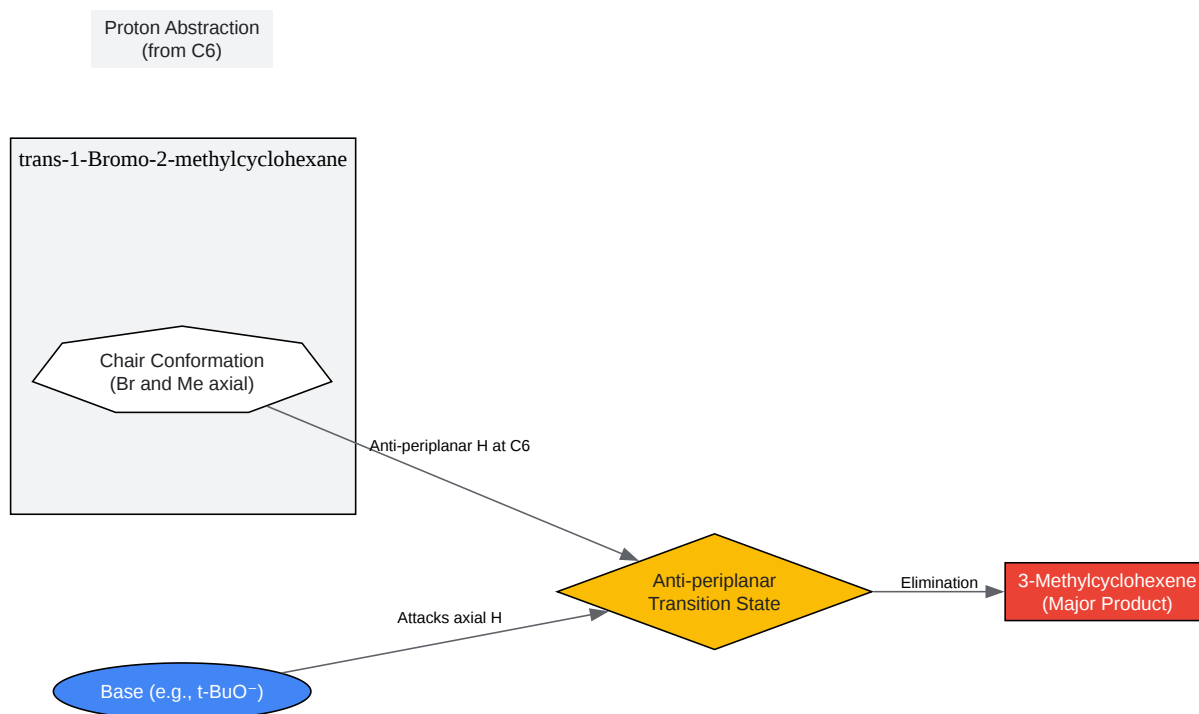 Proton Abstraction
(from C6)
trans-1-Bromo-2-methylcyclohexane
Chair Conformation
(Br and Me axial)
Anti-periplanar H at C6
Anti-periplanar
Transition State
Elimination
3-Methylcyclohexene
(Major Product)
Attacks axial H
Base (e.g., t-BuO⁻)